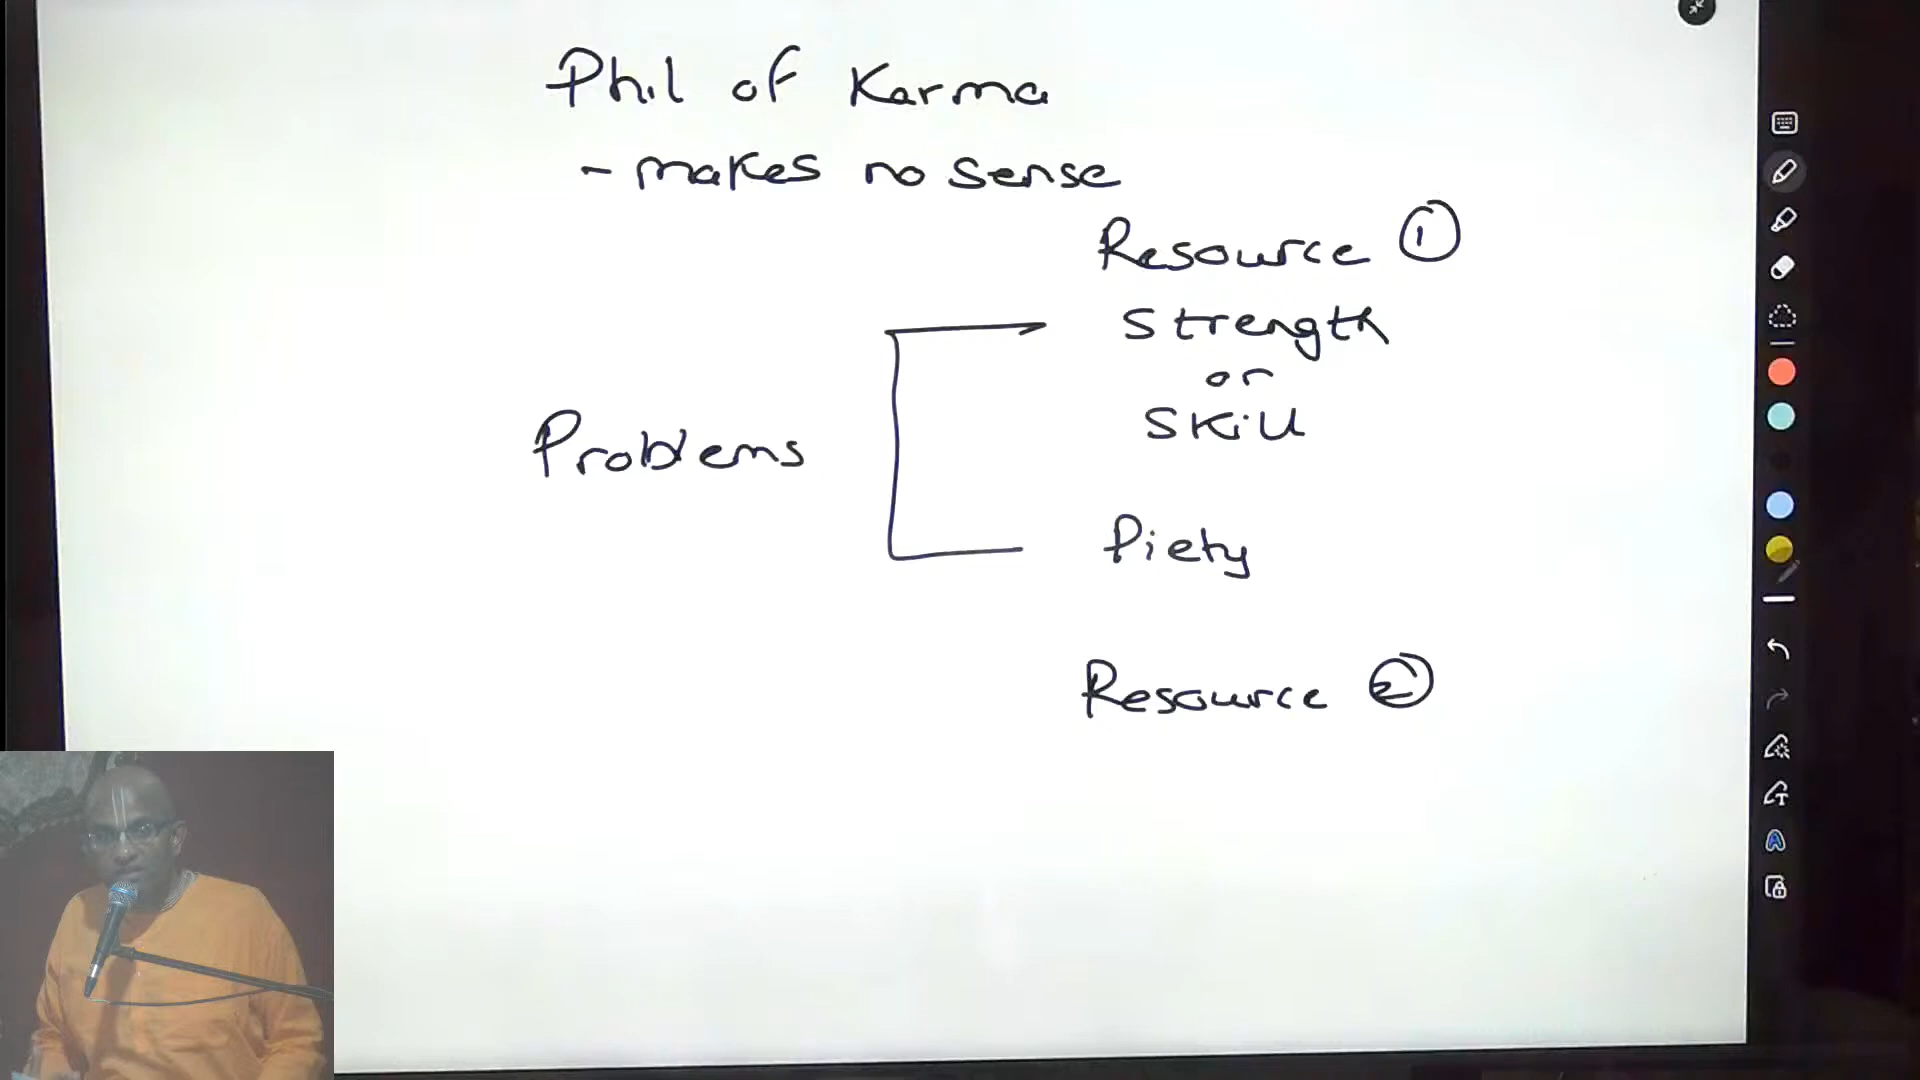 Phil of Karma
- makes no sense
Resource ①
Strength
or
Skill
Problems
Piety
Resource ②